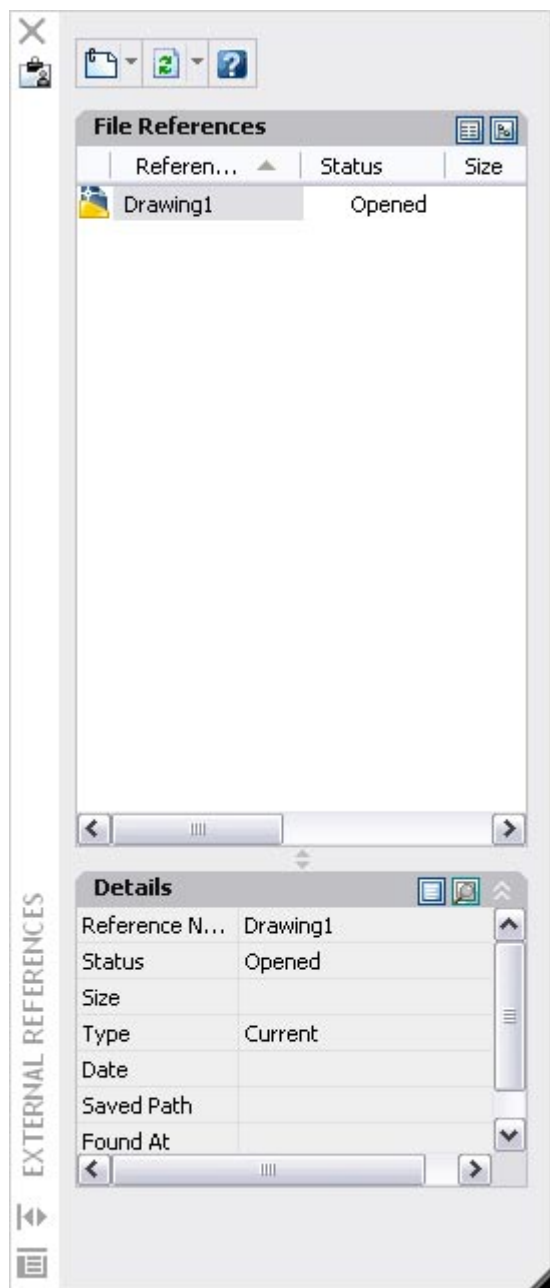 File References
Referen... Status Size
Drawing1 Opened
Details
Reference N... Drawing1
Status Opened
Size
Type Current
Date
Saved Path
Found At
EXTERNAL REFERENCES